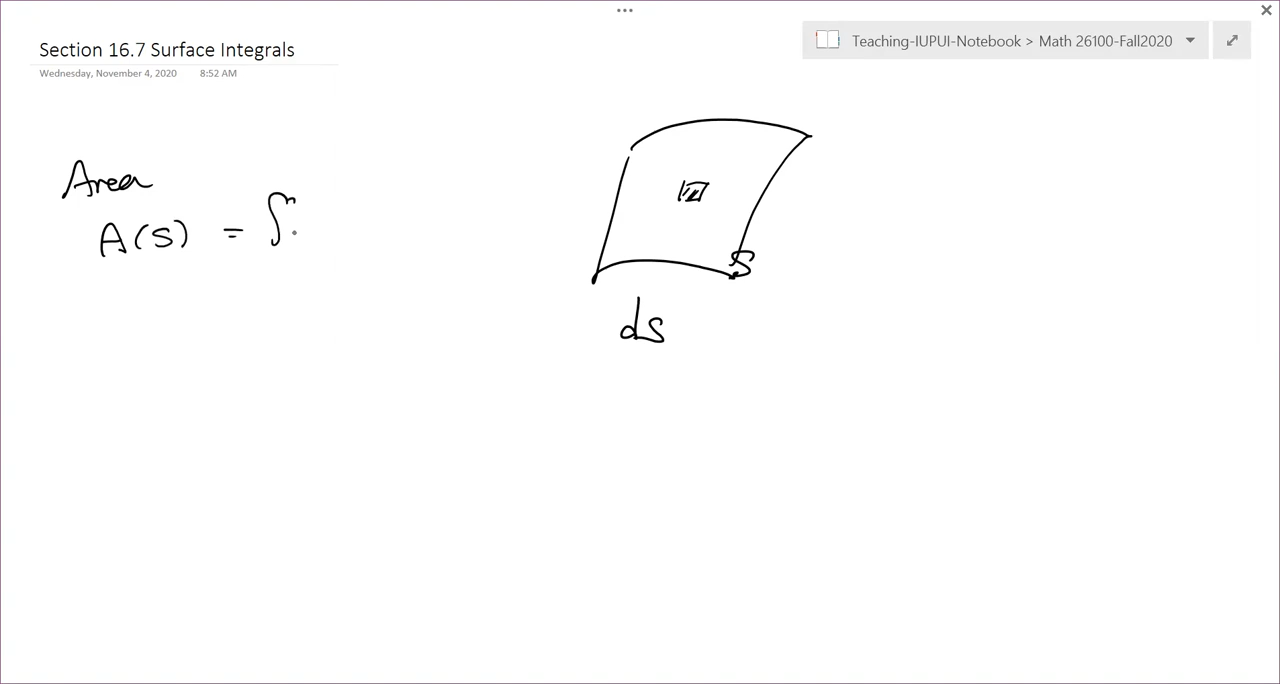 Section 16.7 Surface Integrals
Wednesday, November 4, 2020 8:52 AM
Teaching-IUPUI-Notebook > Math 26100-Fall2020
Area
A(S) = ∫
S
dS